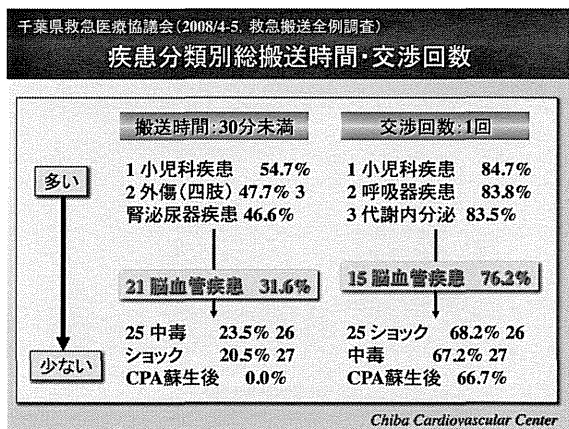 千葉県救急医療協議会(2008/4-5, 救急搬送全例調査)
疾患分類別総搬送時間・交渉回数
搬送時間:30分未満
1 小児科疾患 54.7%
2 外傷(四肢) 47.7% 3
腎泌尿器疾患 46.6%
21 脳血管疾患 31.6%
25 中毒 23.5% 26
ショック 20.5% 27
CPA蘇生後 0.0%
交渉回数:1回
1 小児科疾患 84.7%
2 呼吸器疾患 83.8%
3 代謝内分泌 83.5%
15 脳血管疾患 76.2%
25 ショック 68.2% 26
中毒 67.2% 27
CPA蘇生後 66.7%
多い
少ない
Chiba Cardiovascular Center